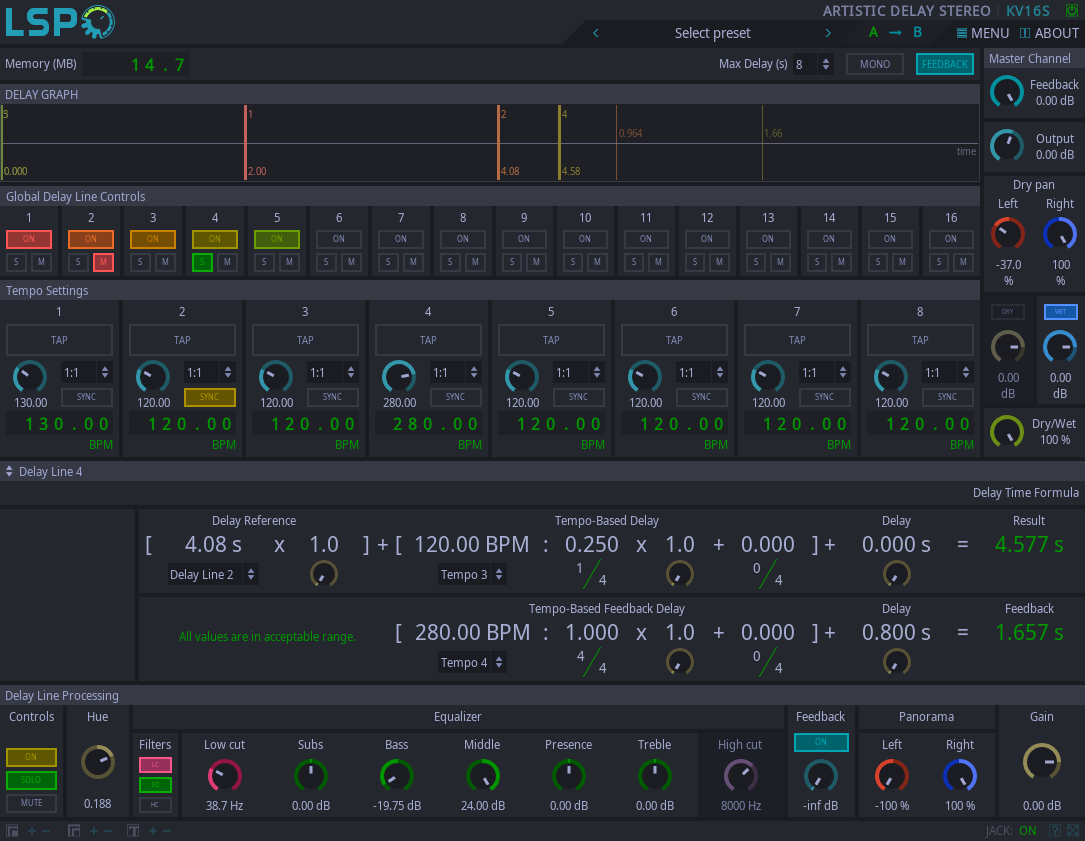 LSP
ARTISTIC DELAY STEREO KV16S
Select preset A B MENU ABOUT
Memory (MB) 14.7 Max Delay (s) 8 MONO FEEDBACK
Master Channel
Feedback
0.00 dB
Output
0.00 dB
Dry pan
Left Right
-37.0 100
% %
DRY WET
0.00 0.00
dB dB
Dry/Wet
100 %
DELAY GRAPH
1 2 4
0.964 1.66
time
0.000 2.00 4.08 4.58
Global Delay Line Controls
1 2 3 4 5 6 7 8 9 10 11 12 13 14 15 16
ON ON ON ON ON ON ON ON ON ON ON ON ON ON ON ON
S M S M S M S M S M S M S M S M S M S M S M S M S M S M S M S M
Tempo Settings
1 2 3 4 5 6 7 8
TAP TAP TAP TAP TAP TAP TAP TAP
1:1 1:1 1:1 1:1 1:1 1:1 1:1 1:1
SYNC SYNC SYNC SYNC SYNC SYNC SYNC SYNC
130.00 120.00 120.00 280.00 120.00 120.00 120.00 120.00
130.00 120.00 120.00 280.00 120.00 120.00 120.00 120.00
BPM BPM BPM BPM BPM BPM BPM BPM
Delay Line 4
Delay Time Formula
Delay Reference Tempo-Based Delay Delay Result
[ 4.08 s x 1.0 ] + [ 120.00 BPM : 0.250 x 1.0 + 0.000 ] + 0.000 s = 4.577 s
Delay Line 2 Tempo 3 1/4 0/4
Tempo-Based Feedback Delay Delay Feedback
All values are in acceptable range. [ 280.00 BPM : 1.000 x 1.0 + 0.000 ] + 0.800 s = 1.657 s
Tempo 4 4/4 0/4
Delay Line Processing
Controls Hue Equalizer Feedback Panorama Gain
Filters Low cut Subs Bass Middle Presence Treble High cut ON Left Right
ON LC
SOLO
MUTE HC
0.188 38.7 Hz 0.00 dB -19.75 dB 24.00 dB 0.00 dB 0.00 dB 8000 Hz -inf dB -100 % 100 % 0.00 dB
JACK: ON ?